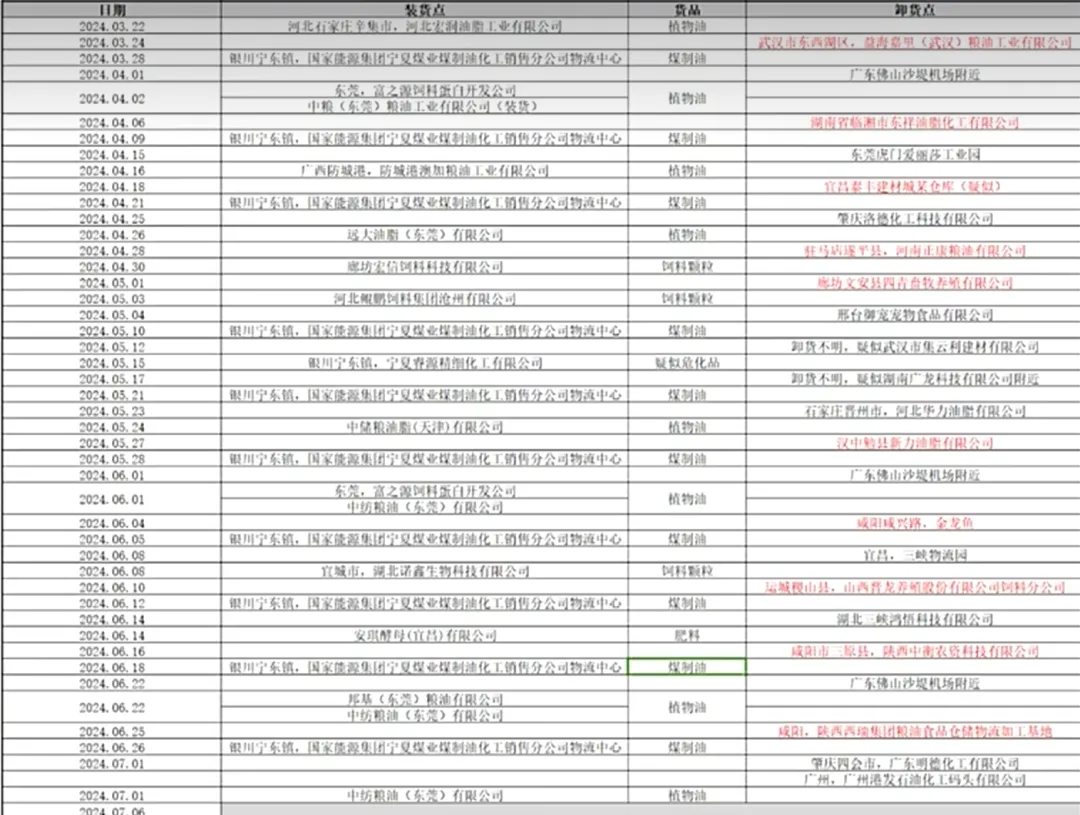 日期 装货点 货品 卸货点
2024.03.22 河北石家庄辛集市，河北宏润油脂工业有限公司 植物油
2024.03.24 武汉市东西湖区，益海嘉里（武汉）粮油工业有限公司
2024.03.28 银川宁东镇，国家能源集团宁夏煤业煤制油化工销售分公司物流中心 煤制油
2024.04.01 广东佛山沙堤机场附近
2024.04.02 东莞，富之源饲料蛋白开发公司 植物油
中粮（东莞）粮油工业有限公司（装货）
2024.04.06 湖南省临湘市东祥油脂化工有限公司
2024.04.09 银川宁东镇，国家能源集团宁夏煤业煤制油化工销售分公司物流中心 煤制油
2024.04.15 东莞虎门爱丽莎工业园
2024.04.16 广西防城港，防城港澳加粮油工业有限公司 植物油
2024.04.18 宜昌泰丰建材城某仓库（疑似）
2024.04.21 银川宁东镇，国家能源集团宁夏煤业煤制油化工销售分公司物流中心 煤制油
2024.04.25 肇庆洛德化工科技有限公司
2024.04.26 远大油脂（东莞）有限公司 植物油
2024.04.28 驻马店遂平县，河南正康粮油有限公司
2024.04.30 廊坊宏信饲料科技有限公司 饲料颗粒
2024.05.01 廊坊文安县四青畜牧养殖有限公司
2024.05.03 河北鲲鹏饲料集团沧州有限公司 饲料颗粒
2024.05.04 邢台御宠宠物食品有限公司
2024.05.10 银川宁东镇，国家能源集团宁夏煤业煤制油化工销售分公司物流中心 煤制油
2024.05.12 卸货不明，疑似武汉市集云利建材有限公司
2024.05.15 银川宁东镇，宁夏睿源精细化工有限公司 疑似危化品
2024.05.17 卸货不明，疑似湖南广龙科技有限公司附近
2024.05.21 银川宁东镇，国家能源集团宁夏煤业煤制油化工销售分公司物流中心 煤制油
2024.05.23 石家庄晋州市，河北华力油脂有限公司
2024.05.24 中储粮油脂(天津)有限公司 植物油
2024.05.27 汉中勉县新力油脂有限公司
2024.05.28 银川宁东镇，国家能源集团宁夏煤业煤制油化工销售分公司物流中心 煤制油
2024.06.01 广东佛山沙堤机场附近
2024.06.01 东莞，富之源饲料蛋白开发公司 植物油
中纺粮油（东莞）有限公司
2024.06.04 咸阳咸兴路，金龙鱼
2024.06.05 银川宁东镇，国家能源集团宁夏煤业煤制油化工销售分公司物流中心 煤制油
2024.06.08 宜昌，三峡物流园
2024.06.08 宜城市，湖北诺鑫生物科技有限公司 饲料颗粒
2024.06.10 运城稷山县，山西晋龙养殖股份有限公司饲料分公司
2024.06.12 银川宁东镇，国家能源集团宁夏煤业煤制油化工销售分公司物流中心 煤制油
2024.06.14 湖北三峡鸿悟科技有限公司
2024.06.14 安琪酵母(宜昌)有限公司 肥料
2024.06.16 咸阳市三原县，陕西中衡农资科技有限公司
2024.06.18 银川宁东镇，国家能源集团宁夏煤业煤制油化工销售分公司物流中心 煤制油
2024.06.22 广东佛山沙堤机场附近
2024.06.22 邦基（东莞）粮油有限公司 植物油
中纺粮油（东莞）有限公司
2024.06.25 咸阳，陕西西瑞集团粮油食品仓储物流加工基地
2024.06.26 银川宁东镇，国家能源集团宁夏煤业煤制油化工销售分公司物流中心 煤制油
2024.07.01 肇庆四会市，广东明德化工有限公司
广州，广州港发石油化工码头有限公司
2024.07.01 中纺粮油（东莞）有限公司 植物油
2024.07.06